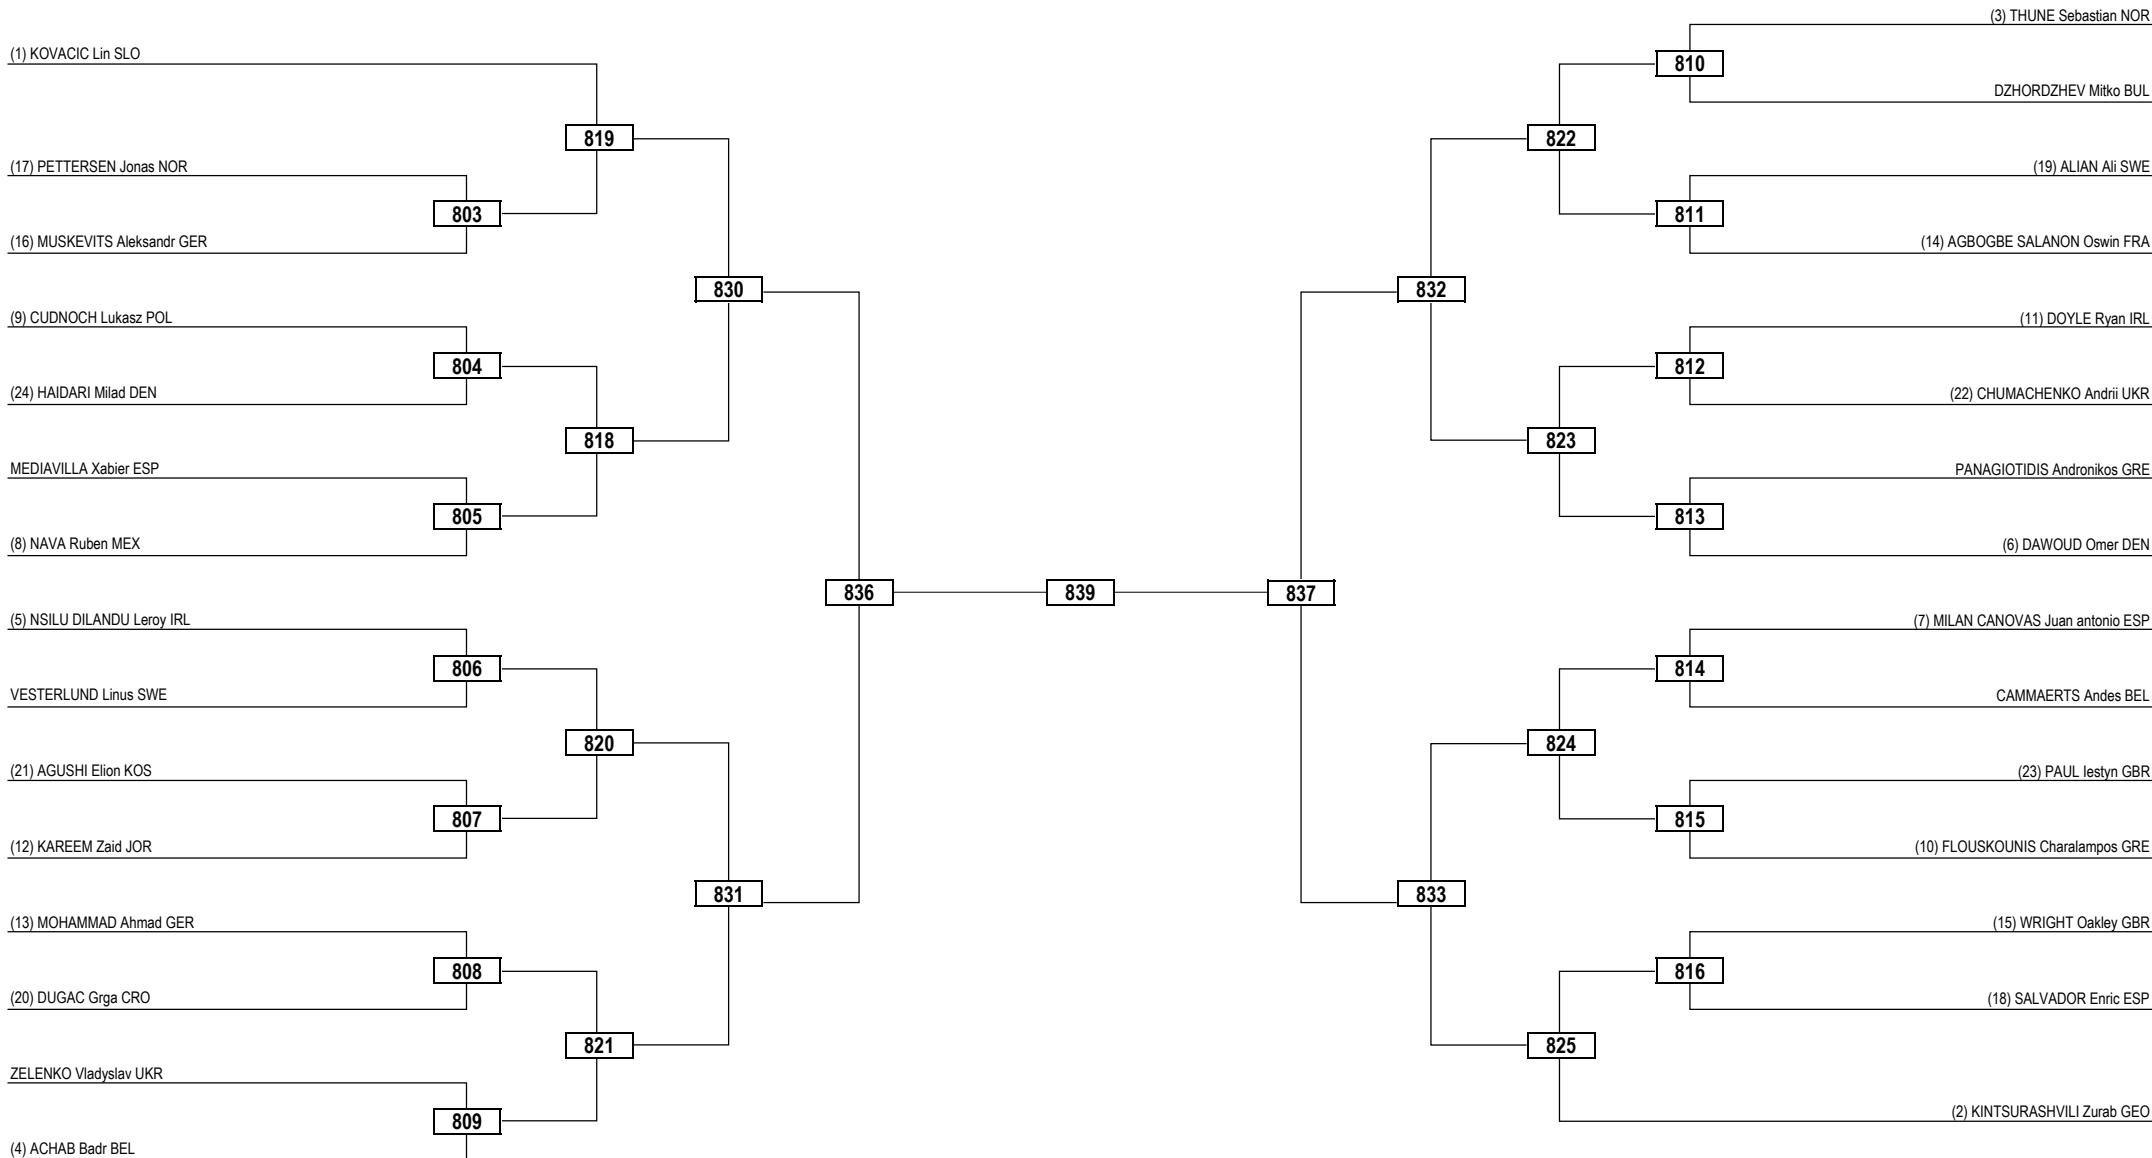 (3) THUNE Sebastian NOR
(1) KOVACIC Lin SLO
810
DZHORDZHEV Mitko BUL
819
822
(17) PETTERSEN Jonas NOR
(19) ALIAN Ali SWE
803
811
(16) MUSKEVITS Aleksandr GER
(14) AGBOGBE SALANON Oswin FRA
830
832
(9) CUDNOCH Lukasz POL
(11) DOYLE Ryan IRL
804
812
(24) HAIDARI Milad DEN
(22) CHUMACHENKO Andrii UKR
818
823
MEDIAVILLA Xabier ESP
PANAGIOTIDIS Andronikos GRE
805
813
(8) NAVA Ruben MEX
(6) DAWOUD Omer DEN
836
839
837
(5) NSILU DILANDU Leroy IRL
(7) MILAN CANOVAS Juan antonio ESP
806
814
VESTERLUND Linus SWE
CAMMAERTS Andes BEL
820
824
(21) AGUSHI Elion KOS
(23) PAUL Iestyn GBR
807
815
(12) KAREEM Zaid JOR
(10) FLOUSKOUNIS Charalampos GRE
831
833
(13) MOHAMMAD Ahmad GER
(15) WRIGHT Oakley GBR
808
816
(20) DUGAC Grga CRO
(18) SALVADOR Enric ESP
821
825
ZELENKO Vladyslav UKR
809
(2) KINTSURASHVILI Zurab GEO
(4) ACHAB Badr BEL